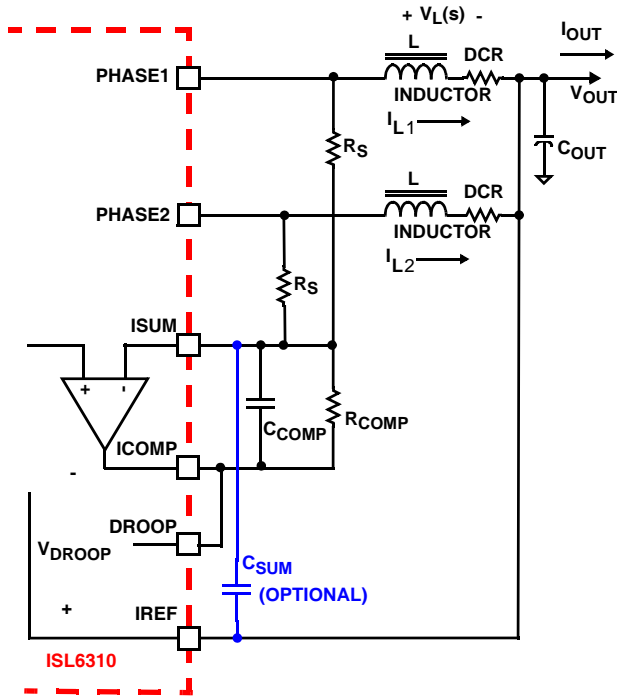 + VL(s) -
L
DCR
IOUT
PHASE1
INDUCTOR
VOUT
IL1
RS
COUT
L
DCR
PHASE2
INDUCTOR
IL2
RS
ISUM
+ -
CCOMP
RCOMP
ICOMP
-
DROOP
VDROOP
CSUM
(OPTIONAL)
+
IREF
ISL6310